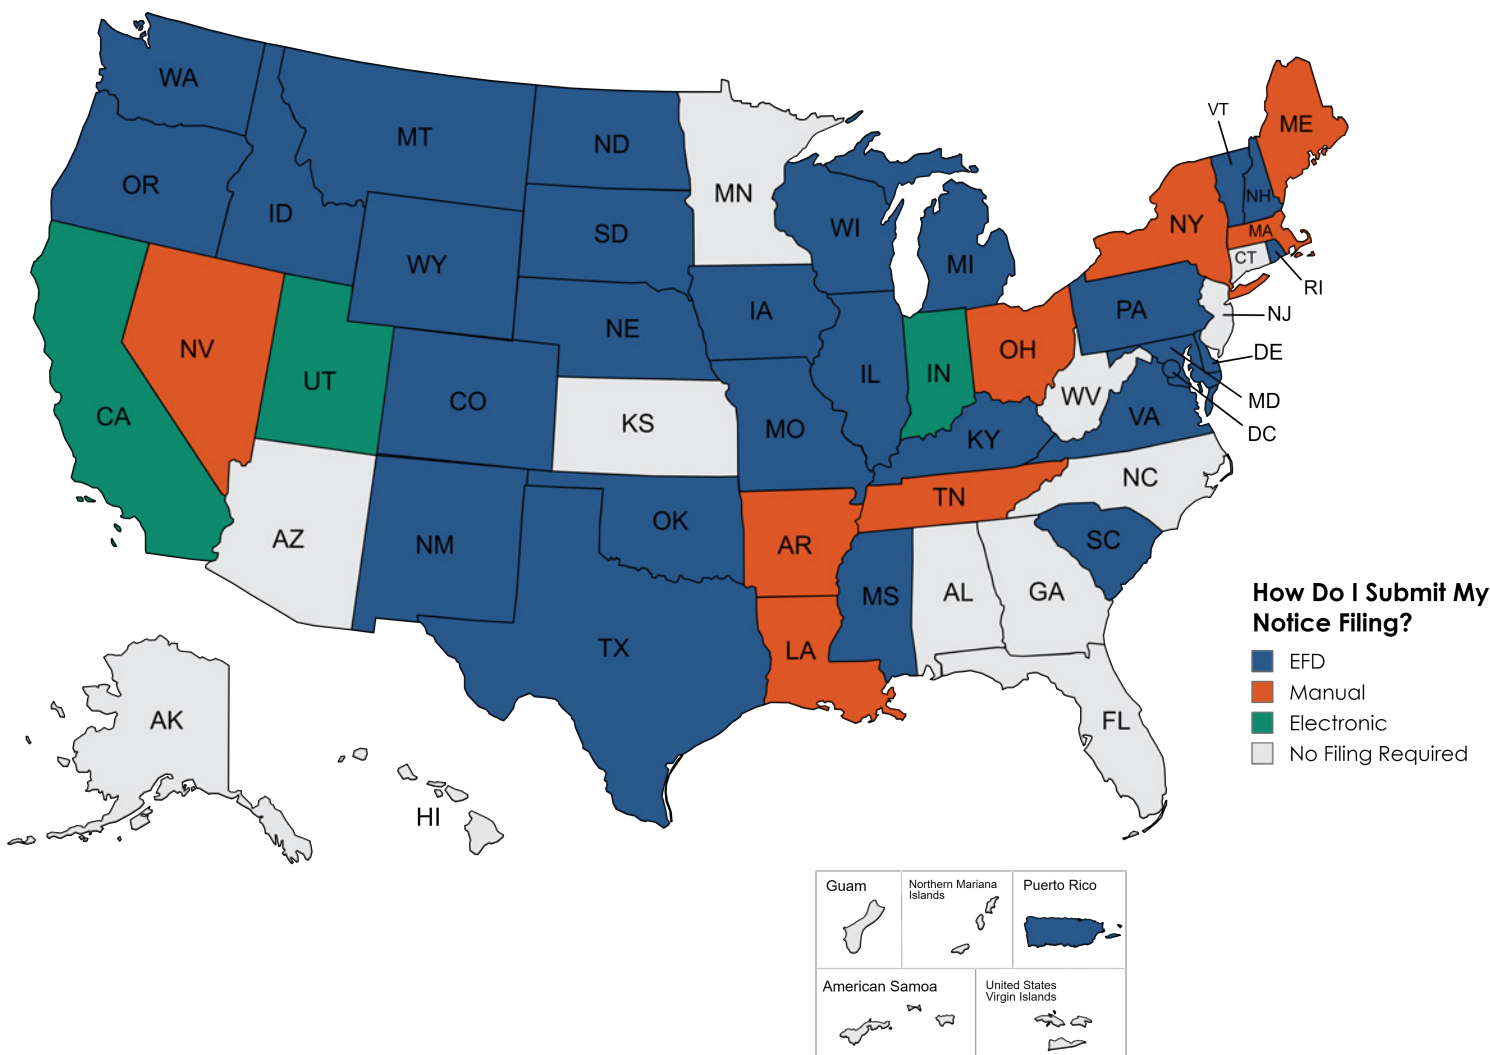 WA
MT
ND
MN
VT
ME
OR
ID
WY
SD
WI
MI
NY
NH
MA
CT
RI
NV
UT
CA
CO
NE
IA
IL
IN
OH
PA
NJ
DE
MD
DC
KS
MO
KY
WV
VA
AZ
NM
OK
AR
TN
NC
SC
TX
LA
MS
AL
GA
FL
AK
HI
How Do I Submit My
Notice Filing?
EFD
Manual
Electronic
No Filing Required
Guam
Northern Mariana
Islands
Puerto Rico
American Samoa
United States
Virgin Islands